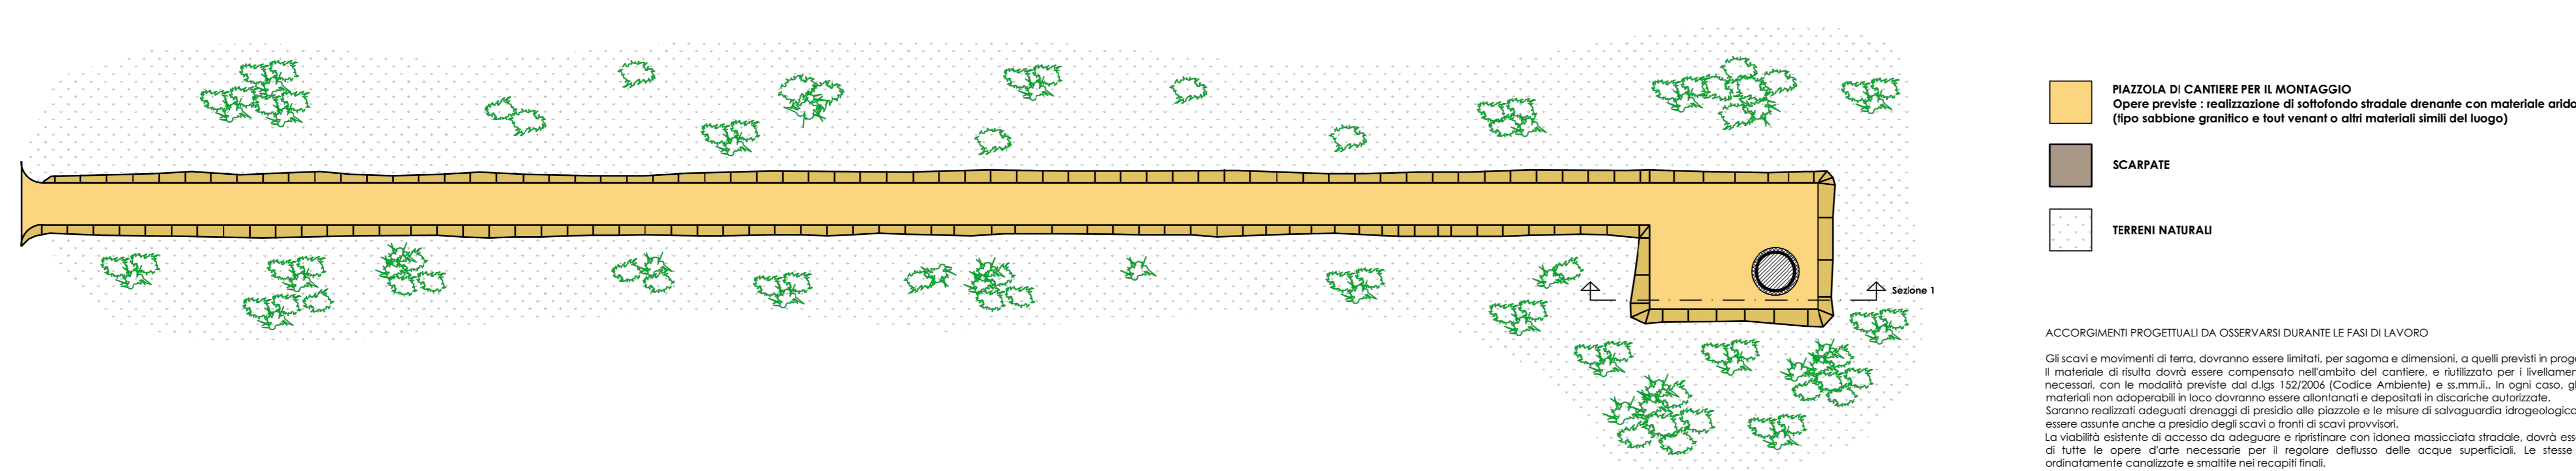 PIAZZOLA DI CANTIERE PER IL MONTAGGIO
Opere previste : realizzazione di sottofondo stradale drenante con materiale arido
(tipo sabbione granitico e tout venant o altri materiali simili del luogo)
SCARPATE
TERRENI NATURALI
Sezione 1
ACCORGIMENTI PROGETTUALI DA OSSERVARSI DURANTE LE FASI DI LAVORO
Gli scavi e movimenti di terra, dovranno essere limitati, per sagoma e dimensioni, a quelli previsti in
Il materiale di risulta dovrà essere compensato nell'ambito del cantiere, e riutilizzato per i
necessari, con le modalità previste dal d.lgs 152/2006 (Codice Ambiente) e ss.mm.ii.. In ogni caso,
materiali non adoperabili in loco dovranno essere allontanati e depositati in discariche autorizzate.
Saranno realizzati adeguati drenaggi di presidio alle piazzole e le misure di salvaguardia
essere assunte anche a presidio degli scavi o fronti di scavi provvisori.
La viabilità esistente di accesso da adeguare e ripristinare con idonea massicciata stradale, dovrà
di tutte le opere d'arte necessarie per il regolare deflusso delle acque superficiali. Le stesse
ordinatamente canalizzate e smaltite nei recapiti finali.